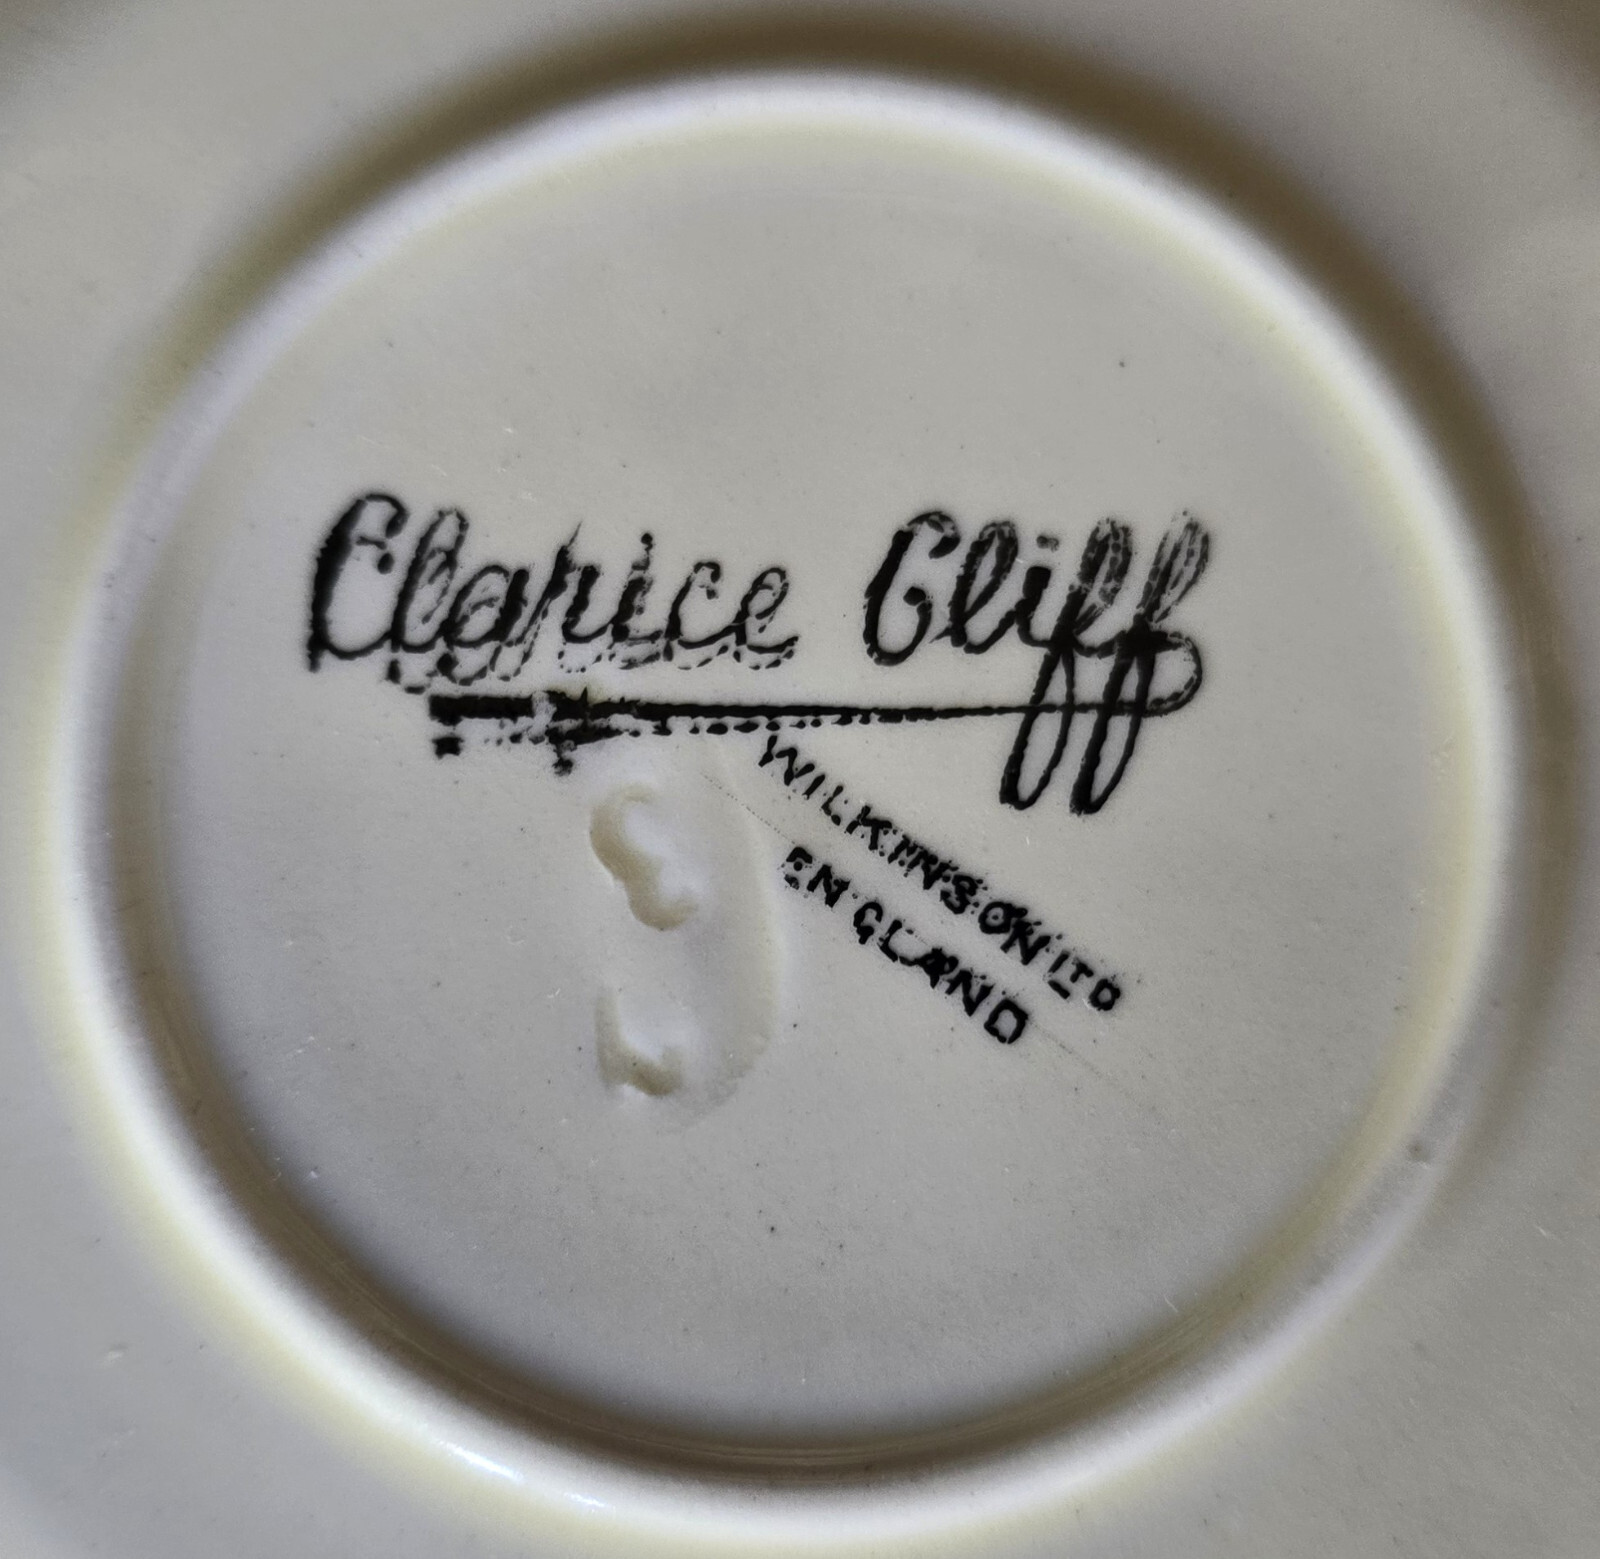 Clarice Cliff
WILKINSON LTD
ENGLAND